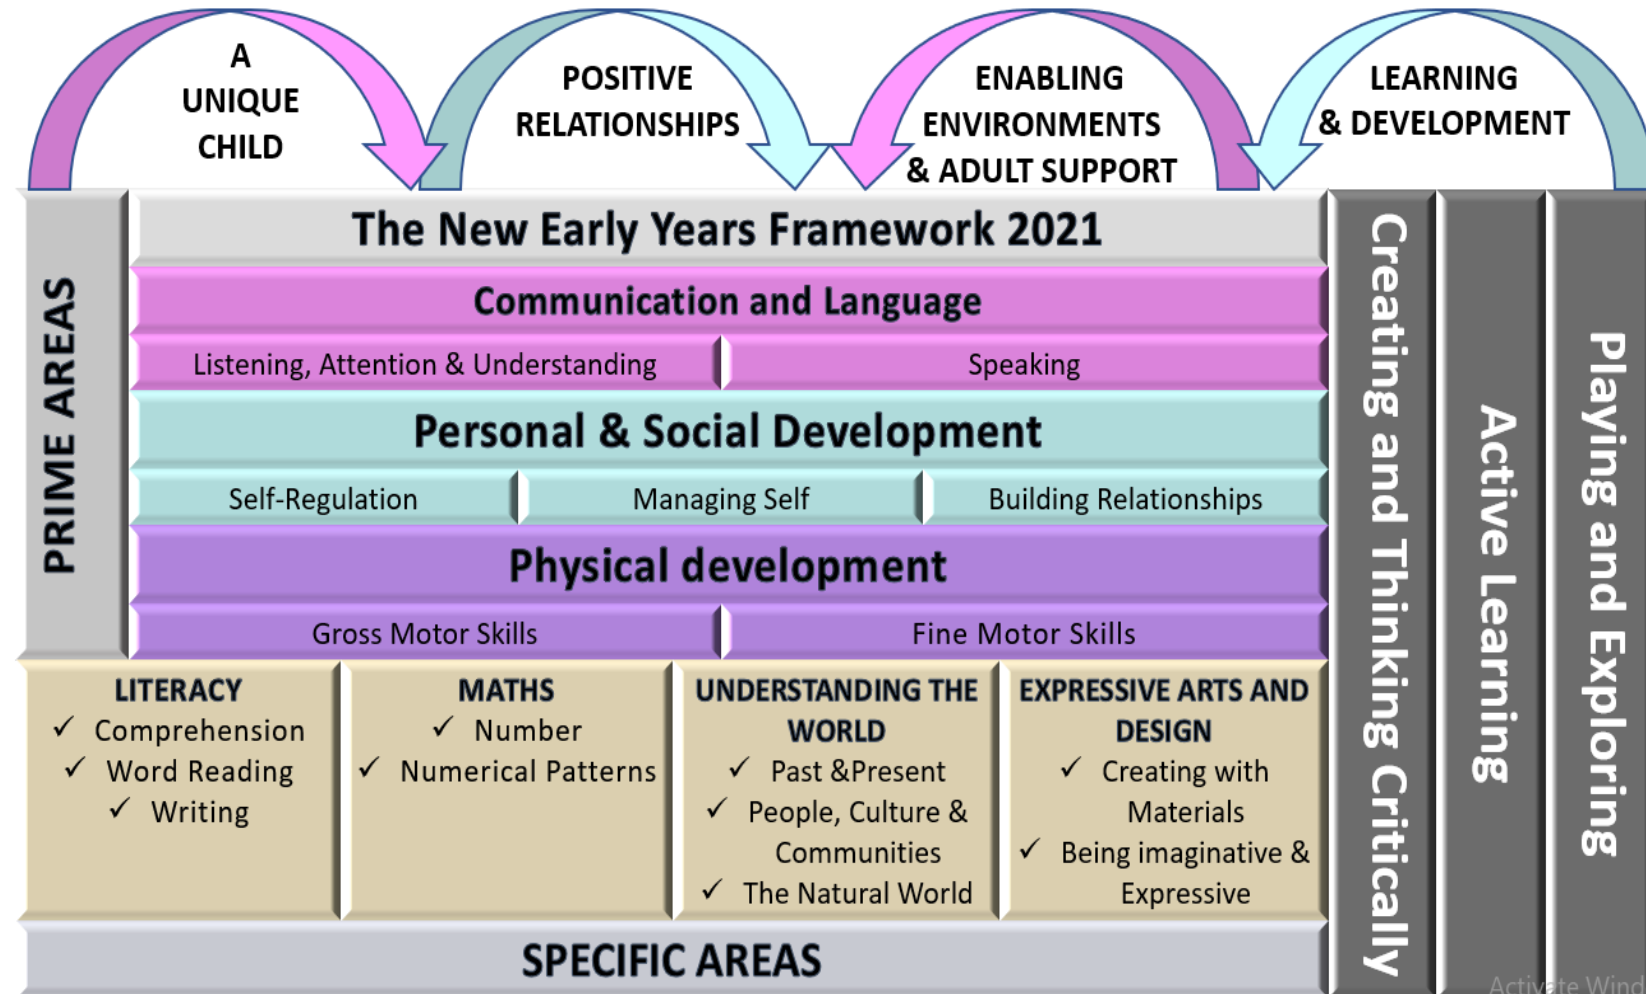 A
UNIQUE
CHILD
POSITIVE
RELATIONSHIPS
ENABLING
ENVIRONMENTS
& ADULT SUPPORT
LEARNING
& DEVELOPMENT
PRIME AREAS
The New Early Years Framework 2021
Communication and Language
Listening, Attention & Understanding
Speaking
Personal & Social Development
Self-Regulation
Managing Self
Building Relationships
Physical development
Gross Motor Skills
Fine Motor Skills
LITERACY
✓ Comprehension
✓ Word Reading
✓ Writing
MATHS
✓ Number
✓ Numerical Patterns
UNDERSTANDING THE
WORLD
✓ Past &Present
✓ People, Culture &
Communities
✓ The Natural World
EXPRESSIVE ARTS AND
DESIGN
✓ Creating with
Materials
✓ Being imaginative &
Expressive
SPECIFIC AREAS
Creating and Thinking Critically
Active Learning
Playing and Exploring
Activate Wind